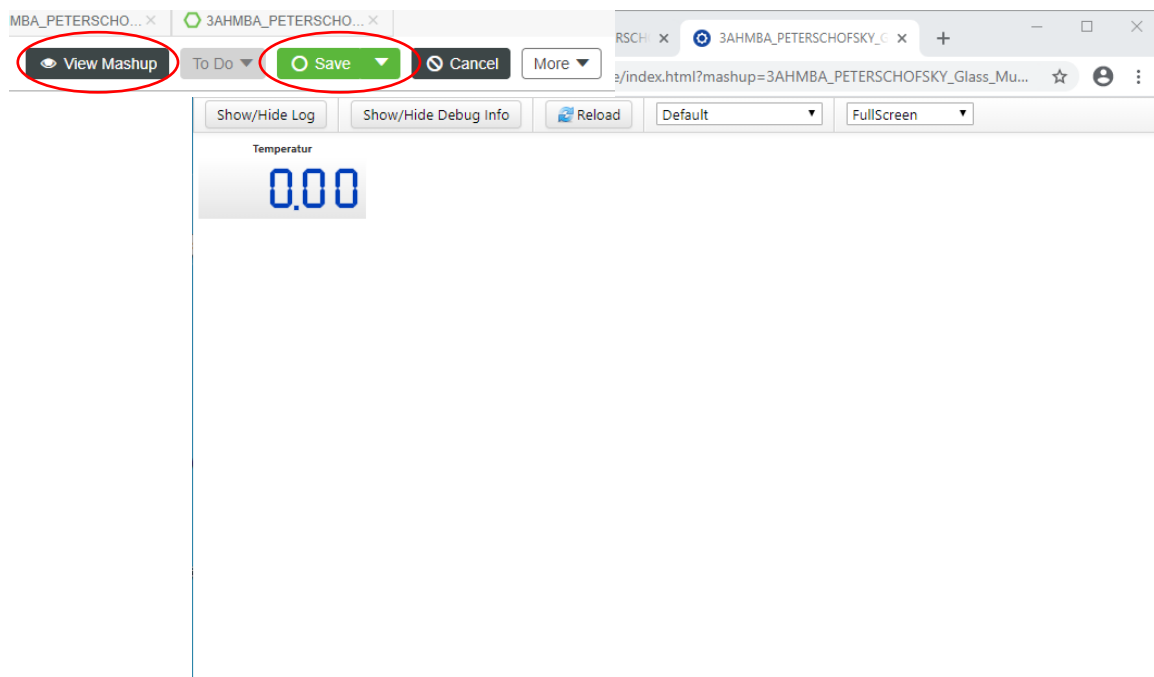 MBA_PETERSCHO... 3AHMBA_PETERSCHO...
View Mashup To Do Save Cancel More
RSCH 3AHMBA_PETERSCHOFSKY_G
e/index.html?mashup=3AHMBA_PETERSCHOFSKY_Glass_Mu...
Show/Hide Log Show/Hide Debug Info Reload Default FullScreen
Temperatur
0.00